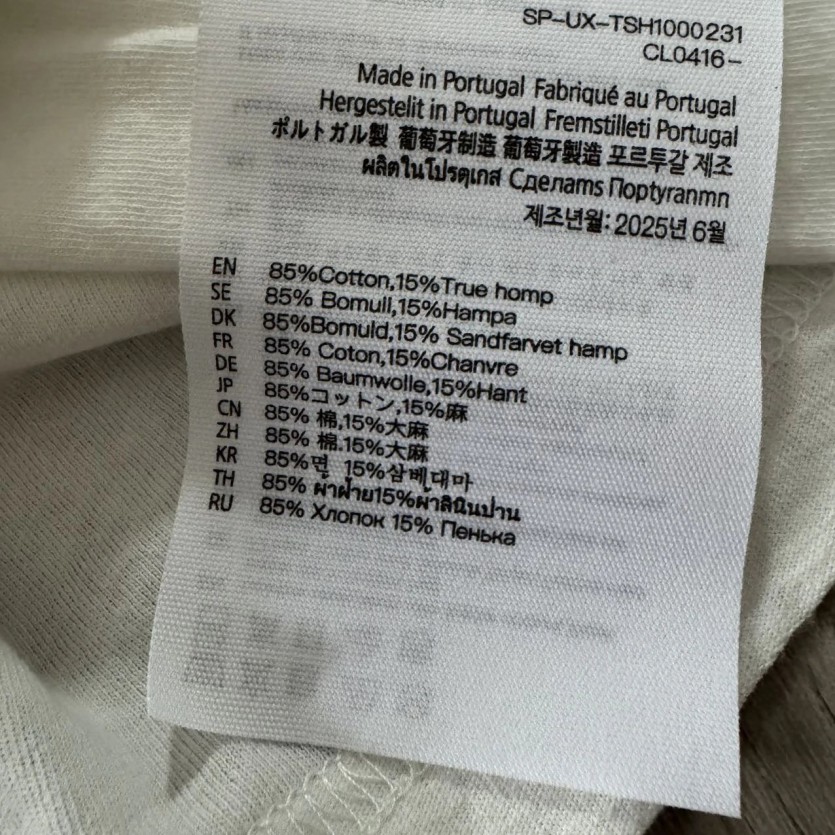 SP-UX-TSH1000231
CL0416-
Made in Portugal Fabriqué au Portugal
Hergestelit in Portugal Fremstilleti Portugal
ポルトガル製 葡萄牙制造 葡萄牙製造 포르투갈 제조
ผลิตในโปรตุเกส Сделаmѕ Πορtyгаnmn
제조년월: 2025년 6월
EN 85%Cotton,15%True homp
SE 85% Bomull,15%Hampa
DK 85%Bomuld,15% Sandfarvet hamp
FR 85% Coton,15%Chanvre
DE 85% Baumwolle,15%Hant
JP 85%コットン,15%麻
CN 85% 棉,15%大麻
ZH 85% 棉.15%大麻
KR 85%면 15%삼베대마
TH 85% ผ้าฝ้าย15%ผ้าลินินป่าน
RU 85% Хлопок 15% Пенька